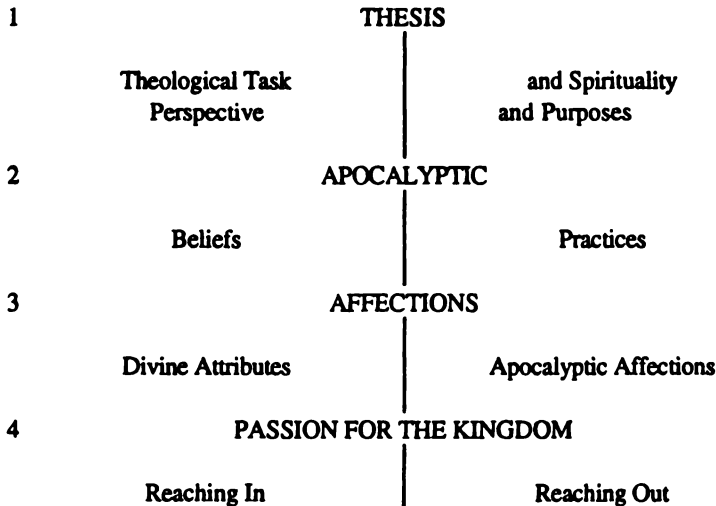 1 THESIS
Theological Task and Spirituality
Perspective and Purposes
2 APOCALYPTIC
Beliefs Practices
3 AFFECTIONS
Divine Attributes Apocalyptic Affections
4 PASSION FOR THE KINGDOM
Reaching In Reaching Out